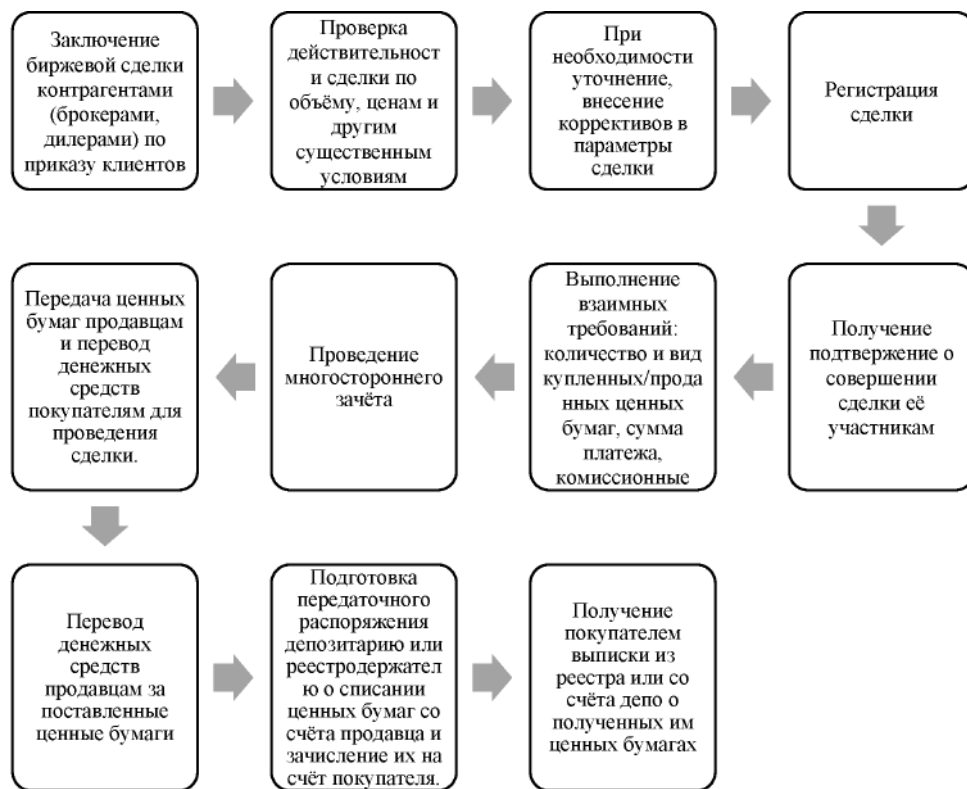 Заключение
биржевой сделки
контрагентами
(брокерами,
дилерами) по
приказу клиентов
Проверка
действительност
и сделки по
объёму, ценам и
другим
существенным
условиям
При
необходимости
уточнение,
внесение
коррективов в
параметры
сделки
Регистрация
сделки
Получение
подтвержение о
совершении
сделки её
участникам
Выполнение
взаимных
требований:
количество и вид
купленных/прода
нных ценных
бумаг, сумма
платежа,
комиссионные
Проведение
многостороннего
зачёта
Передача ценных
бумаг продавцам
и перевод
денежных
средств
покупателям для
проведения
сделки.
Перевод
денежных
средств
продавцам за
поставленные
ценные бумаги
Подготовка
передаточного
распоряжения
депозитарию или
реестродержател
ю о списании
ценных бумаг со
счёта продавца и
зачисление их на
счёт покупателя.
Получение
покупателем
выписки из
реестра или со
счёта депо о
полученных им
ценных бумагах